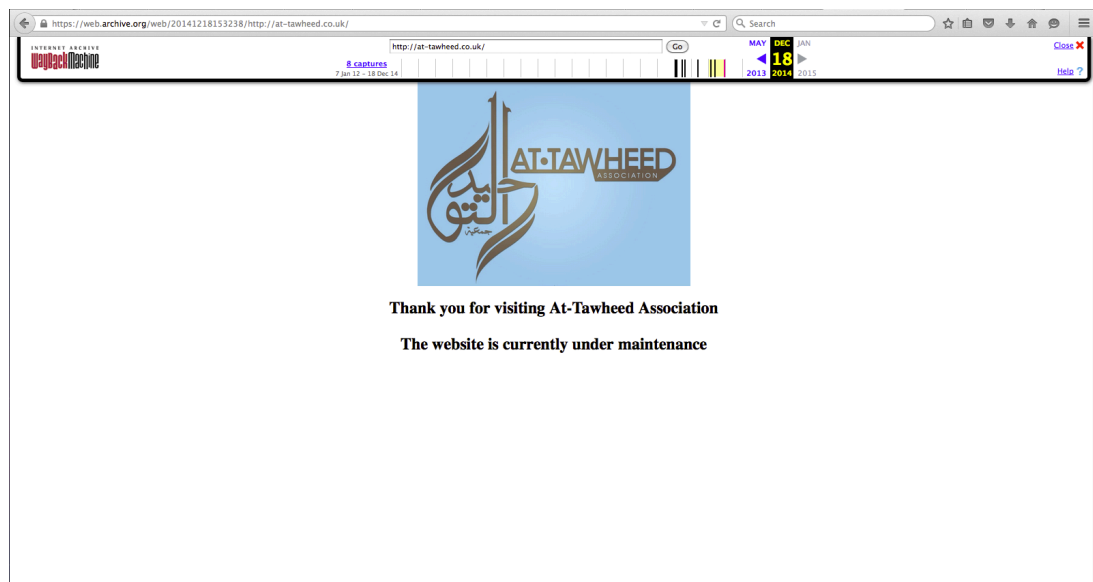 https://web.archive.org/web/20141218153238/http://at-tawheed.co.uk/
Search
INTERNET ARCHIVE
WayBackMachine
http://at-tawheed.co.uk/
Go
MAY DEC JAN
Close
8 captures
18
7 Jan 12 - 18 Dec 14
2013 2014 2015
Help ?
AT-TAWHEED
ASSOCIATION
التوحيد
جمعية
Thank you for visiting At-Tawheed Association
The website is currently under maintenance